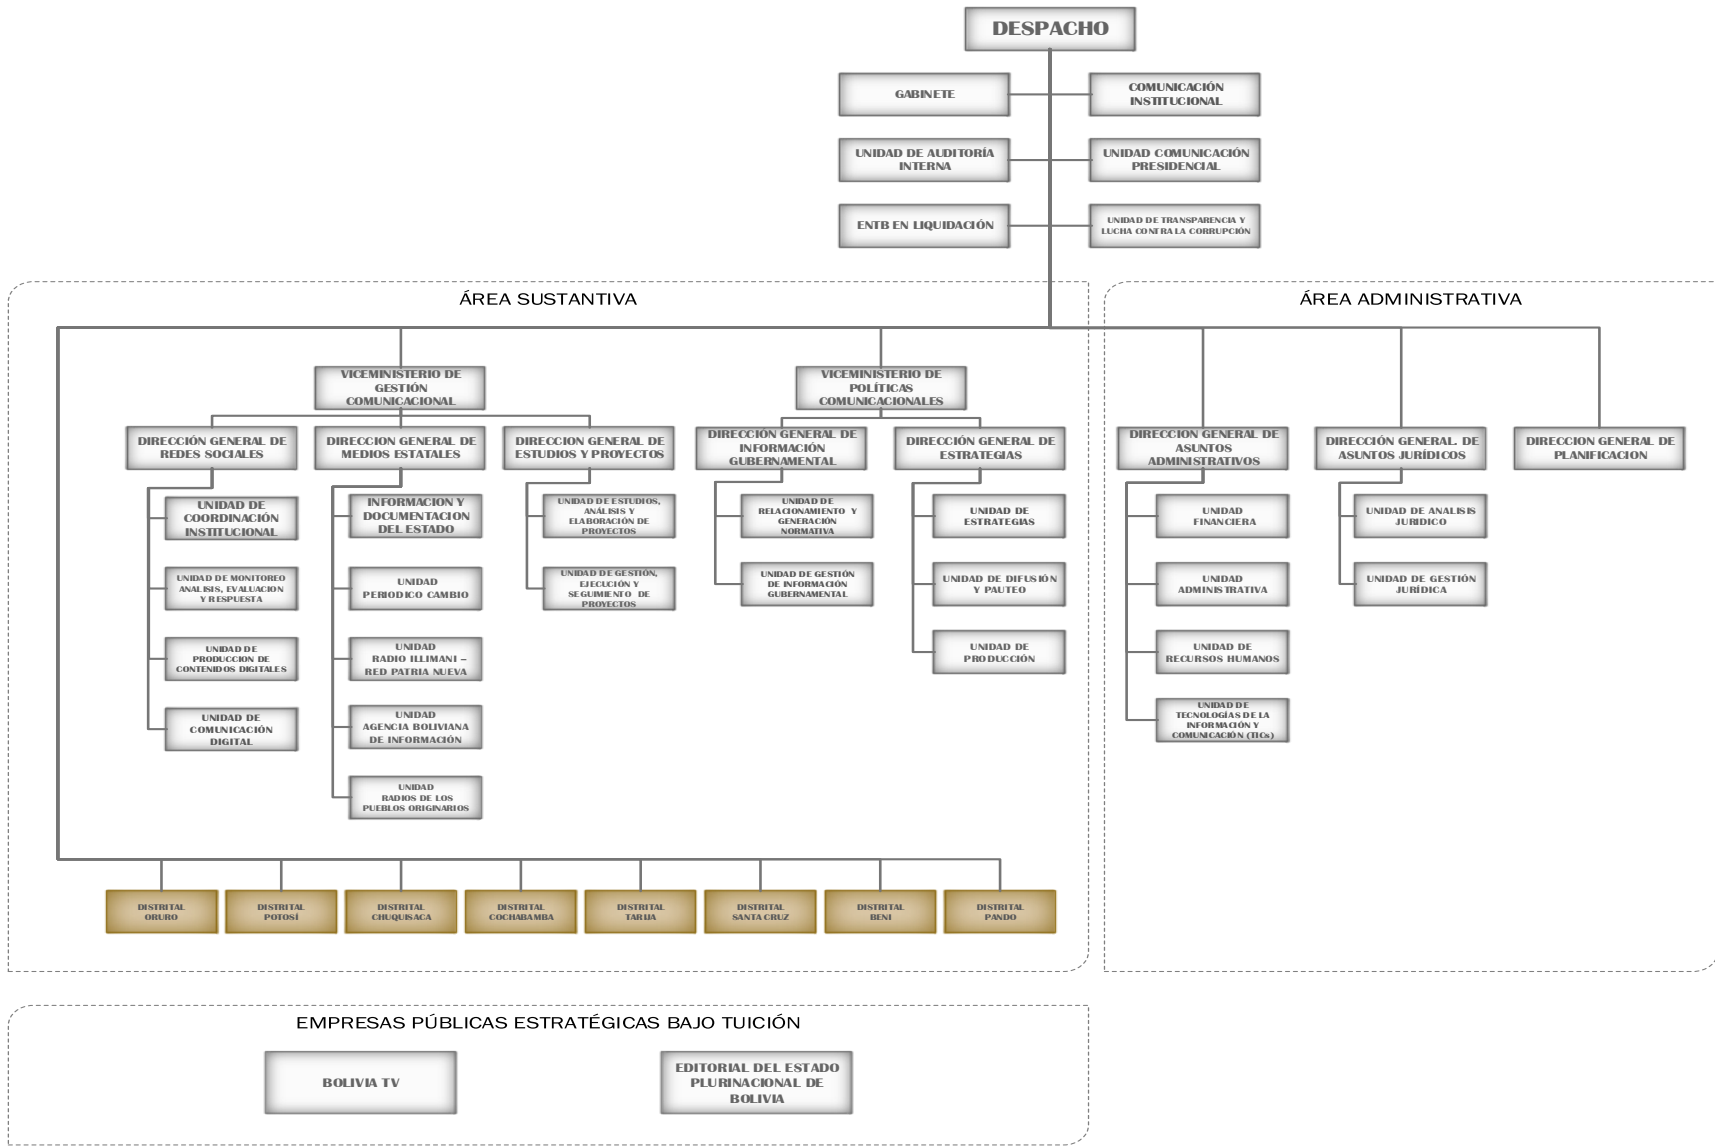 DESPACHO
GABINETE
COMUNICACIÓN
INSTITUCIONAL
UNIDAD DE AUDITORÍA
INTERNA
UNIDAD COMUNICACIÓN
PRESIDENCIAL
ENTB EN LIQUIDACIÓN
UNIDAD DE TRANSPARENCIA Y
LUCHA CONTRA LA CORRUPCIÓN
ÁREA SUSTANTIVA
ÁREA ADMINISTRATIVA
VICEMINISTERIO DE
GESTIÓN
COMUNICACIONAL
VICEMINISTERIO DE
POLÍTICAS
COMUNICACIONALES
DIRECCIÓN GENERAL DE
REDES SOCIALES
DIRECCION GENERAL DE
MEDIOS ESTATALES
DIRECCION GENERAL DE
ESTUDIOS Y PROYECTOS
DIRECCIÓN GENERAL DE
INFORMACIÓN
GUBERNAMENTAL
DIRECCIÓN GENERAL DE
ESTRATEGIAS
DIRECCION GENERAL DE
ASUNTOS
ADMINISTRATIVOS
DIRECCIÓN GENERAL. DE
ASUNTOS JURÍDICOS
DIRECCION GENERAL DE
PLANIFICACION
UNIDAD DE
COORDINACIÓN
INSTITUCIONAL
INFORMACION Y
DOCUMENTACION
DEL ESTADO
UNIDAD DE ESTUDIOS,
ANÁLISIS Y
ELABORACIÓN DE
PROYECTOS
UNIDAD DE
RELACIONAMIENTO Y
GENERACIÓN
NORMATIVA
UNIDAD DE
ESTRATEGIAS
UNIDAD
FINANCIERA
UNIDAD DE ANALISIS
JURIDICO
UNIDAD DE MONITOREO
ANALISIS, EVALUACION
Y RESPUESTA
UNIDAD
PERIODICO CAMBIO
UNIDAD DE GESTIÓN,
EJECUCIÓN Y
SEGUIMIENTO DE
PROYECTOS
UNIDAD DE GESTIÓN
DE INFORMACIÓN
GUBERNAMENTAL
UNIDAD DE DIFUSIÓN
Y PAUTEO
UNIDAD
ADMINISTRATIVA
UNIDAD DE GESTIÓN
JURÍDICA
UNIDAD DE
PRODUCCION DE
CONTENIDOS DIGITALES
UNIDAD
RADIO ILLIMANI –
RED PATRIA NUEVA
UNIDAD DE
PRODUCCIÓN
UNIDAD DE
RECURSOS HUMANOS
UNIDAD DE
COMUNICACIÓN
DIGITAL
UNIDAD
AGENCIA BOLIVIANA
DE INFORMACIÓN
UNIDAD DE
TECNOLOGÍAS DE LA
INFORMACIÓN Y
COMUNICACIÓN (TICs)
UNIDAD
RADIOS DE LOS
PUEBLOS ORIGINARIOS
DISTRITAL
ORURO
DISTRITAL
POTOSÍ
DISTRITAL
CHUQUISACA
DISTRITAL
COCHABAMBA
DISTRITAL
TARIJA
DISTRITAL
SANTA CRUZ
DISTRITAL
BENI
DISTRITAL
PANDO
EMPRESAS PÚBLICAS ESTRATÉGICAS BAJO TUICIÓN
BOLIVIA TV
EDITORIAL DEL ESTADO
PLURINACIONAL DE
BOLIVIA